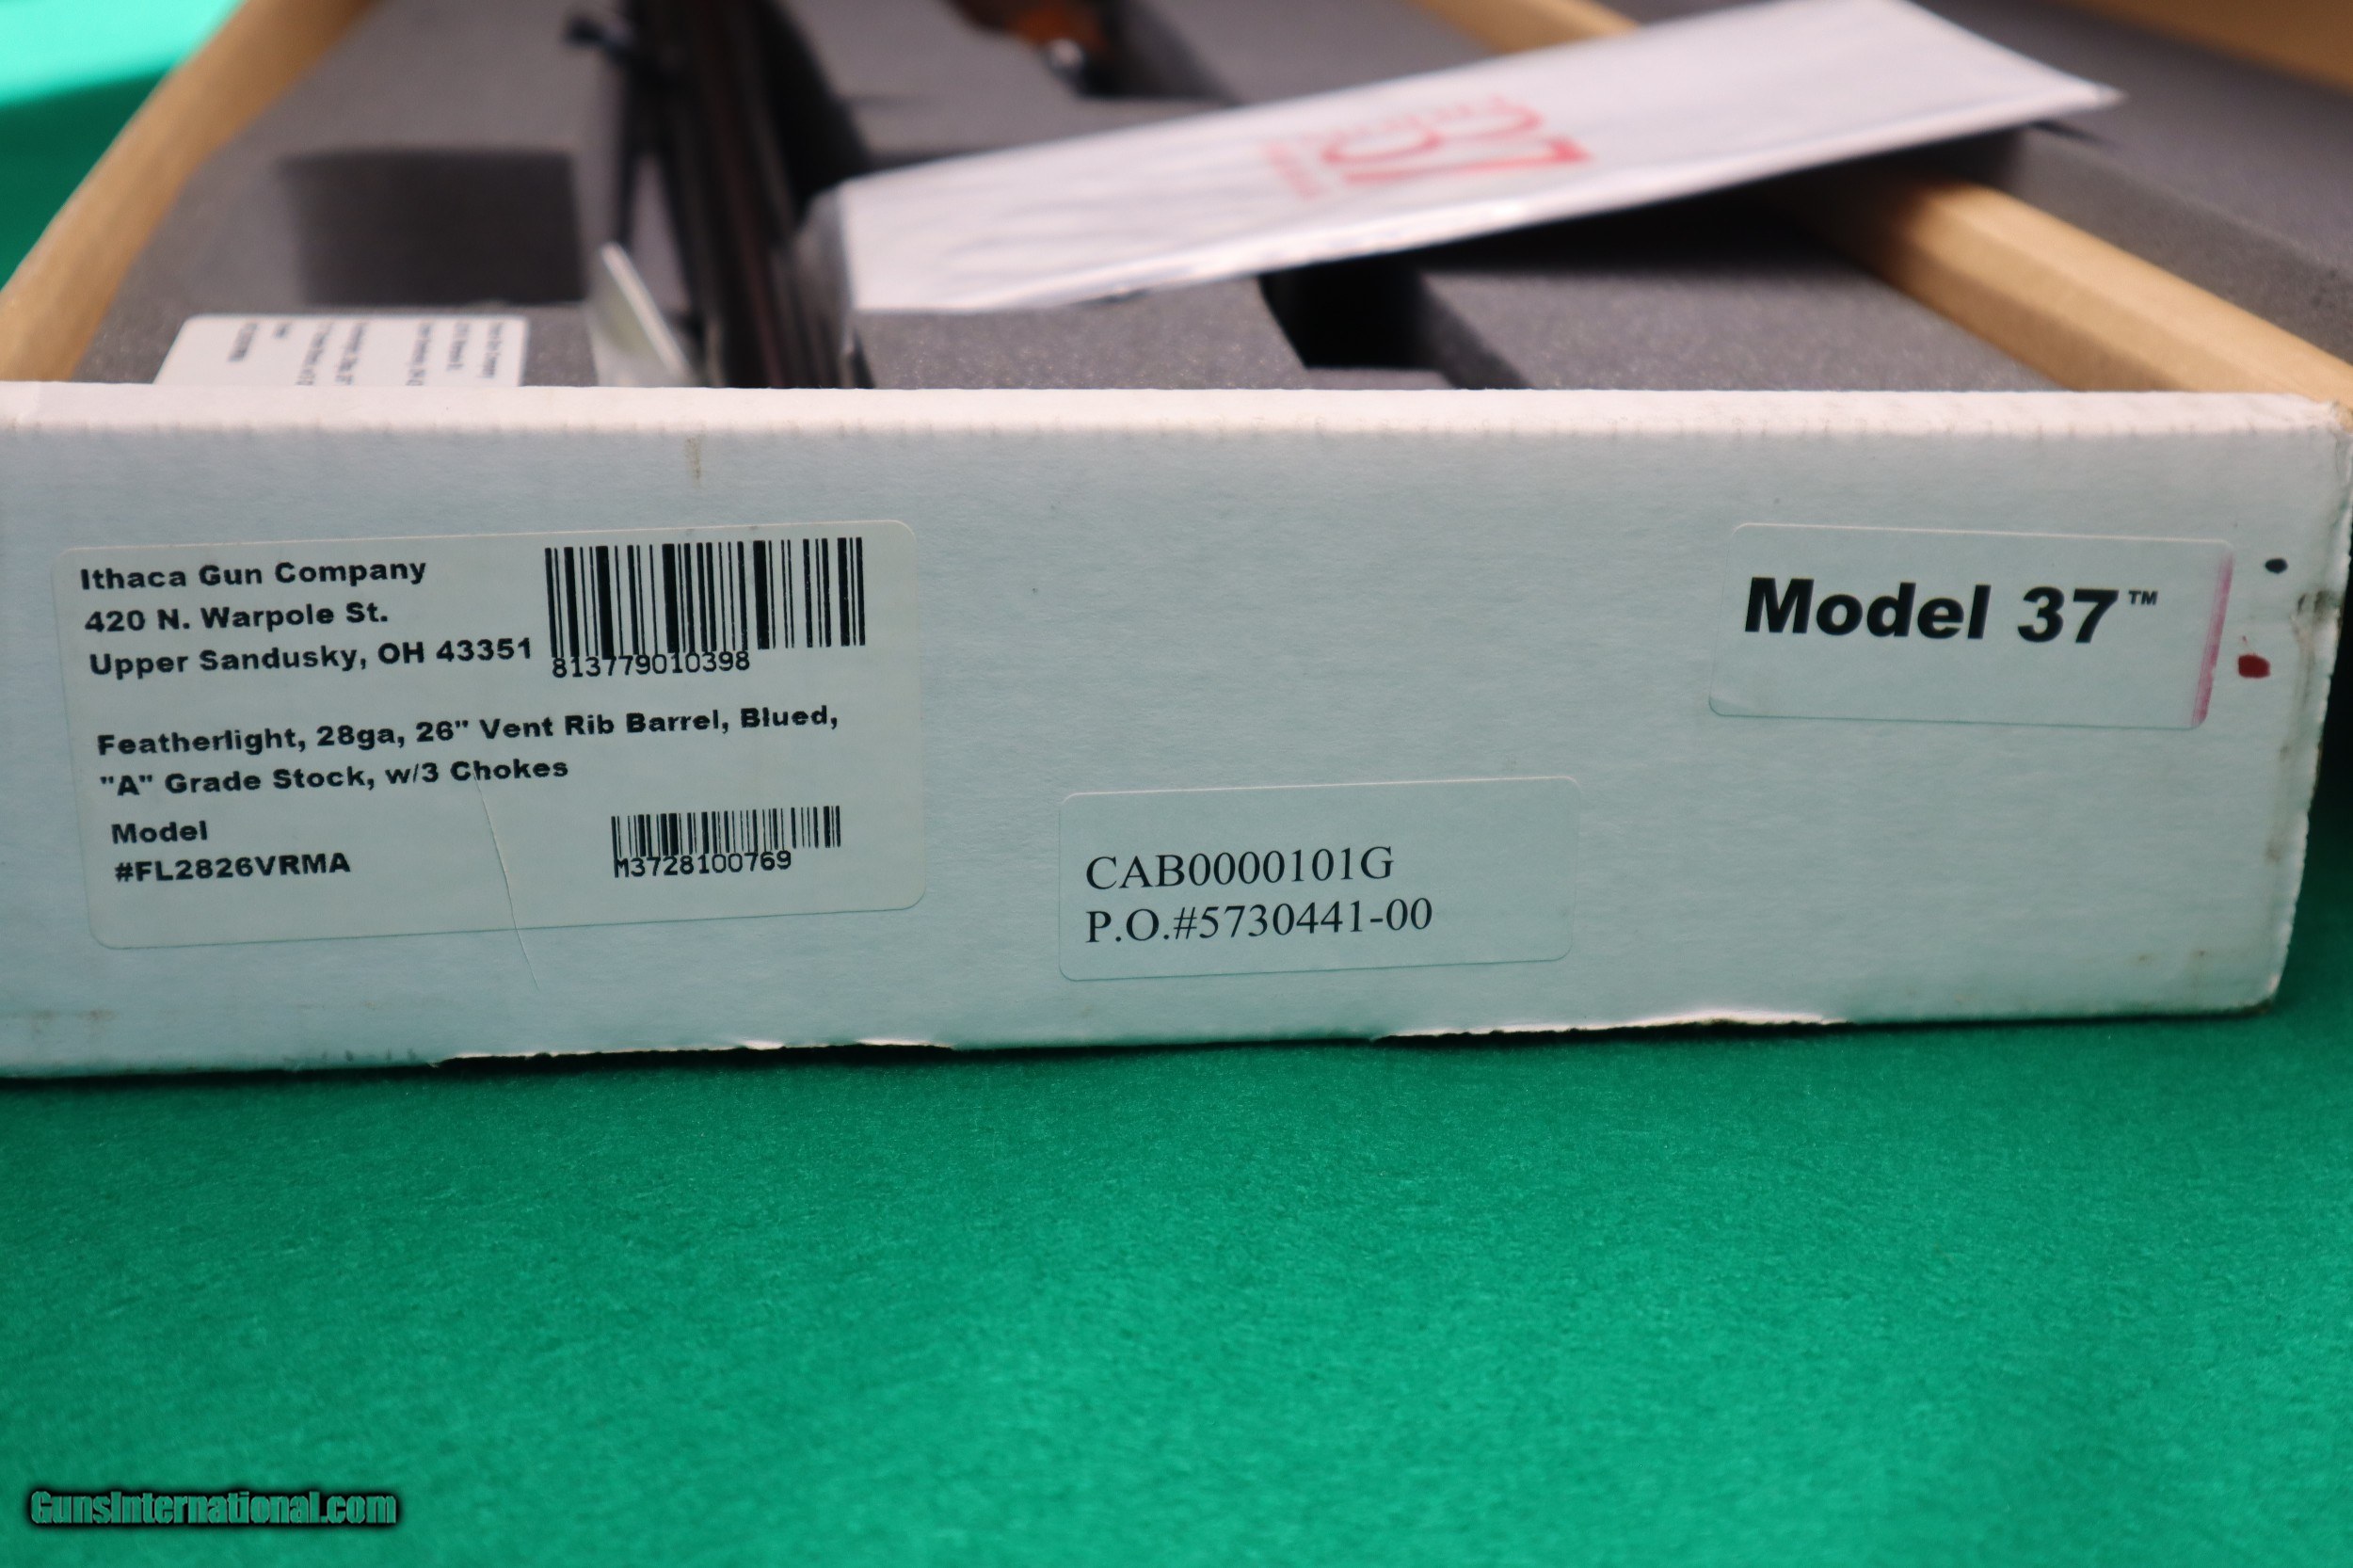 37
Ithaca Gun Company
420 N. Warpole St.
Upper Sandusky, OH 43351
813779010398
Featherlight, 28ga, 26" Vent Rib Barrel, Blued,
"A" Grade Stock, w/3 Chokes
Model
#FL2826VRMA
M3728100769
CAB0000101G
P.O.#5730441-00
Model 37™
GunsInternational.com